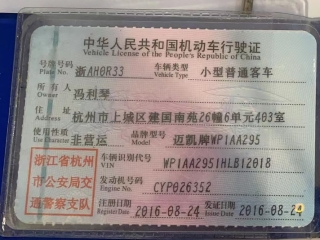 中华人民共和国机动车行驶证
Vehicle License of the People's Republic of China
号牌号码 Plate No. 浙AH0R33 车辆类型 Vehicle Type 小型普通客车
所有人 Owner 冯利琴
住址 杭州市上城区建国南苑26幢6单元403室
使用性质 非营运 品牌型号 Model 迈凯牌WP1AA295
浙江省杭州
市公安局交
通警察支队
车辆识别代号 VIN WP1AA2951HLB12018
发动机号码 Engine No. CYP026352
注册日期 Register Date 2016-08-24 发证日期 Issue Date 2016-08-24